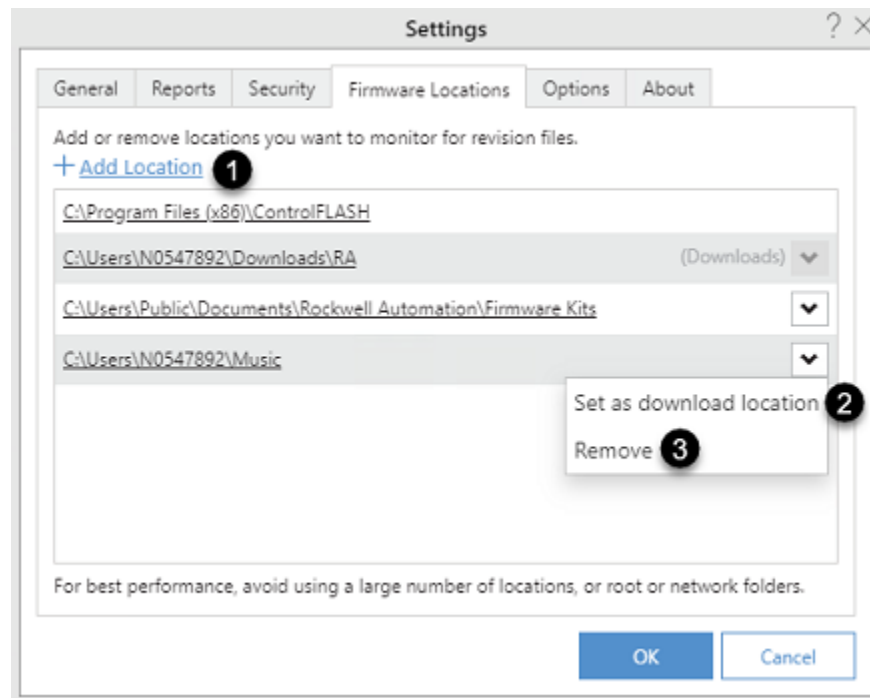 Settings
General Reports Security Firmware Locations Options About
Add or remove locations you want to monitor for revision files.
+ Add Location 1
C:\Program Files (x86)\ControlFLASH
C:\Users\N0547892\Downloads\RA (Downloads)
C:\Users\Public\Documents\Rockwell Automation\Firmware Kits
C:\Users\N0547892\Music
Set as download location 2
Remove 3
For best performance, avoid using a large number of locations, or root or network folders.
OK Cancel